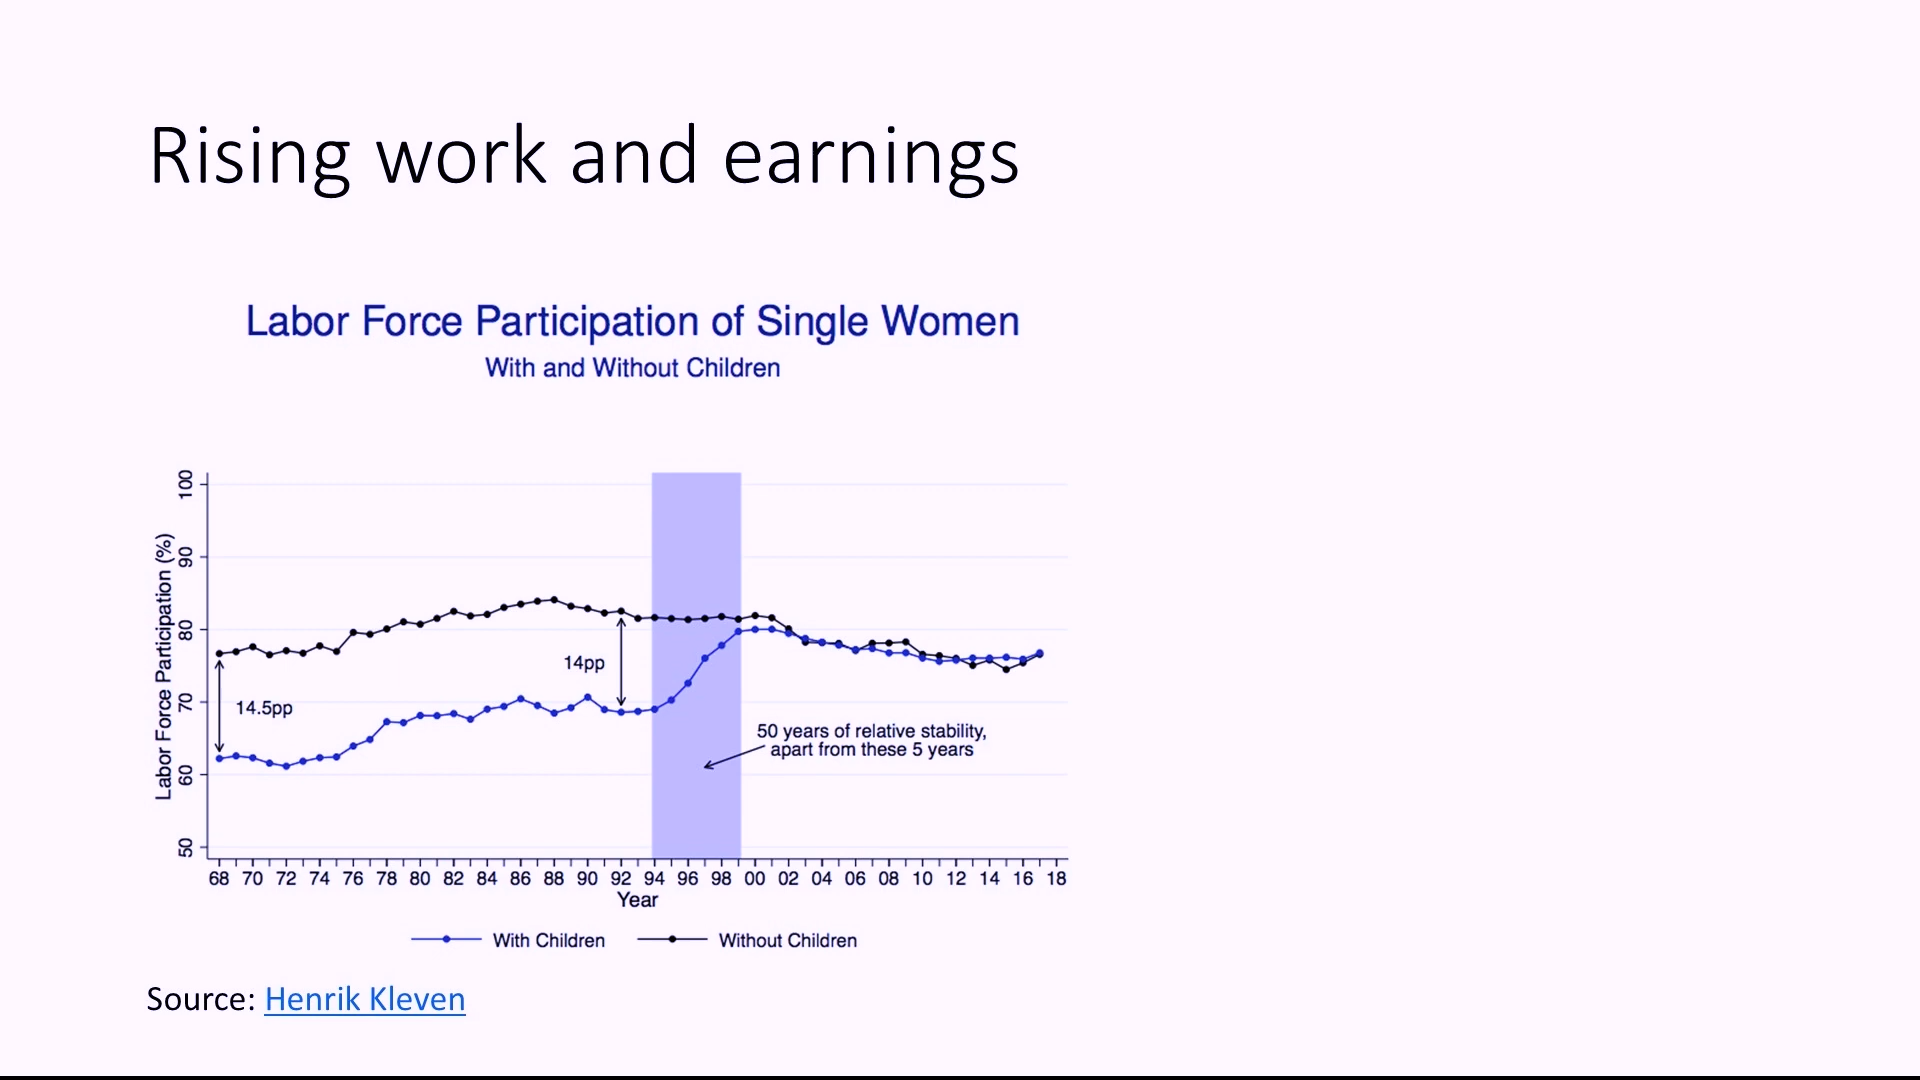 Rising work and earnings
Labor Force Participation of Single Women
With and Without Children
Labor Force Participation (%)
100
90
80
70
60
50
14.5pp
14pp
50 years of relative stability,
apart from these 5 years
68 70 72 74 76 78 80 82 84 86 88 90 92 94 96 98 00 02 04 06 08 10 12 14 16 18
Year
With Children Without Children
Source: Henrik Kleven